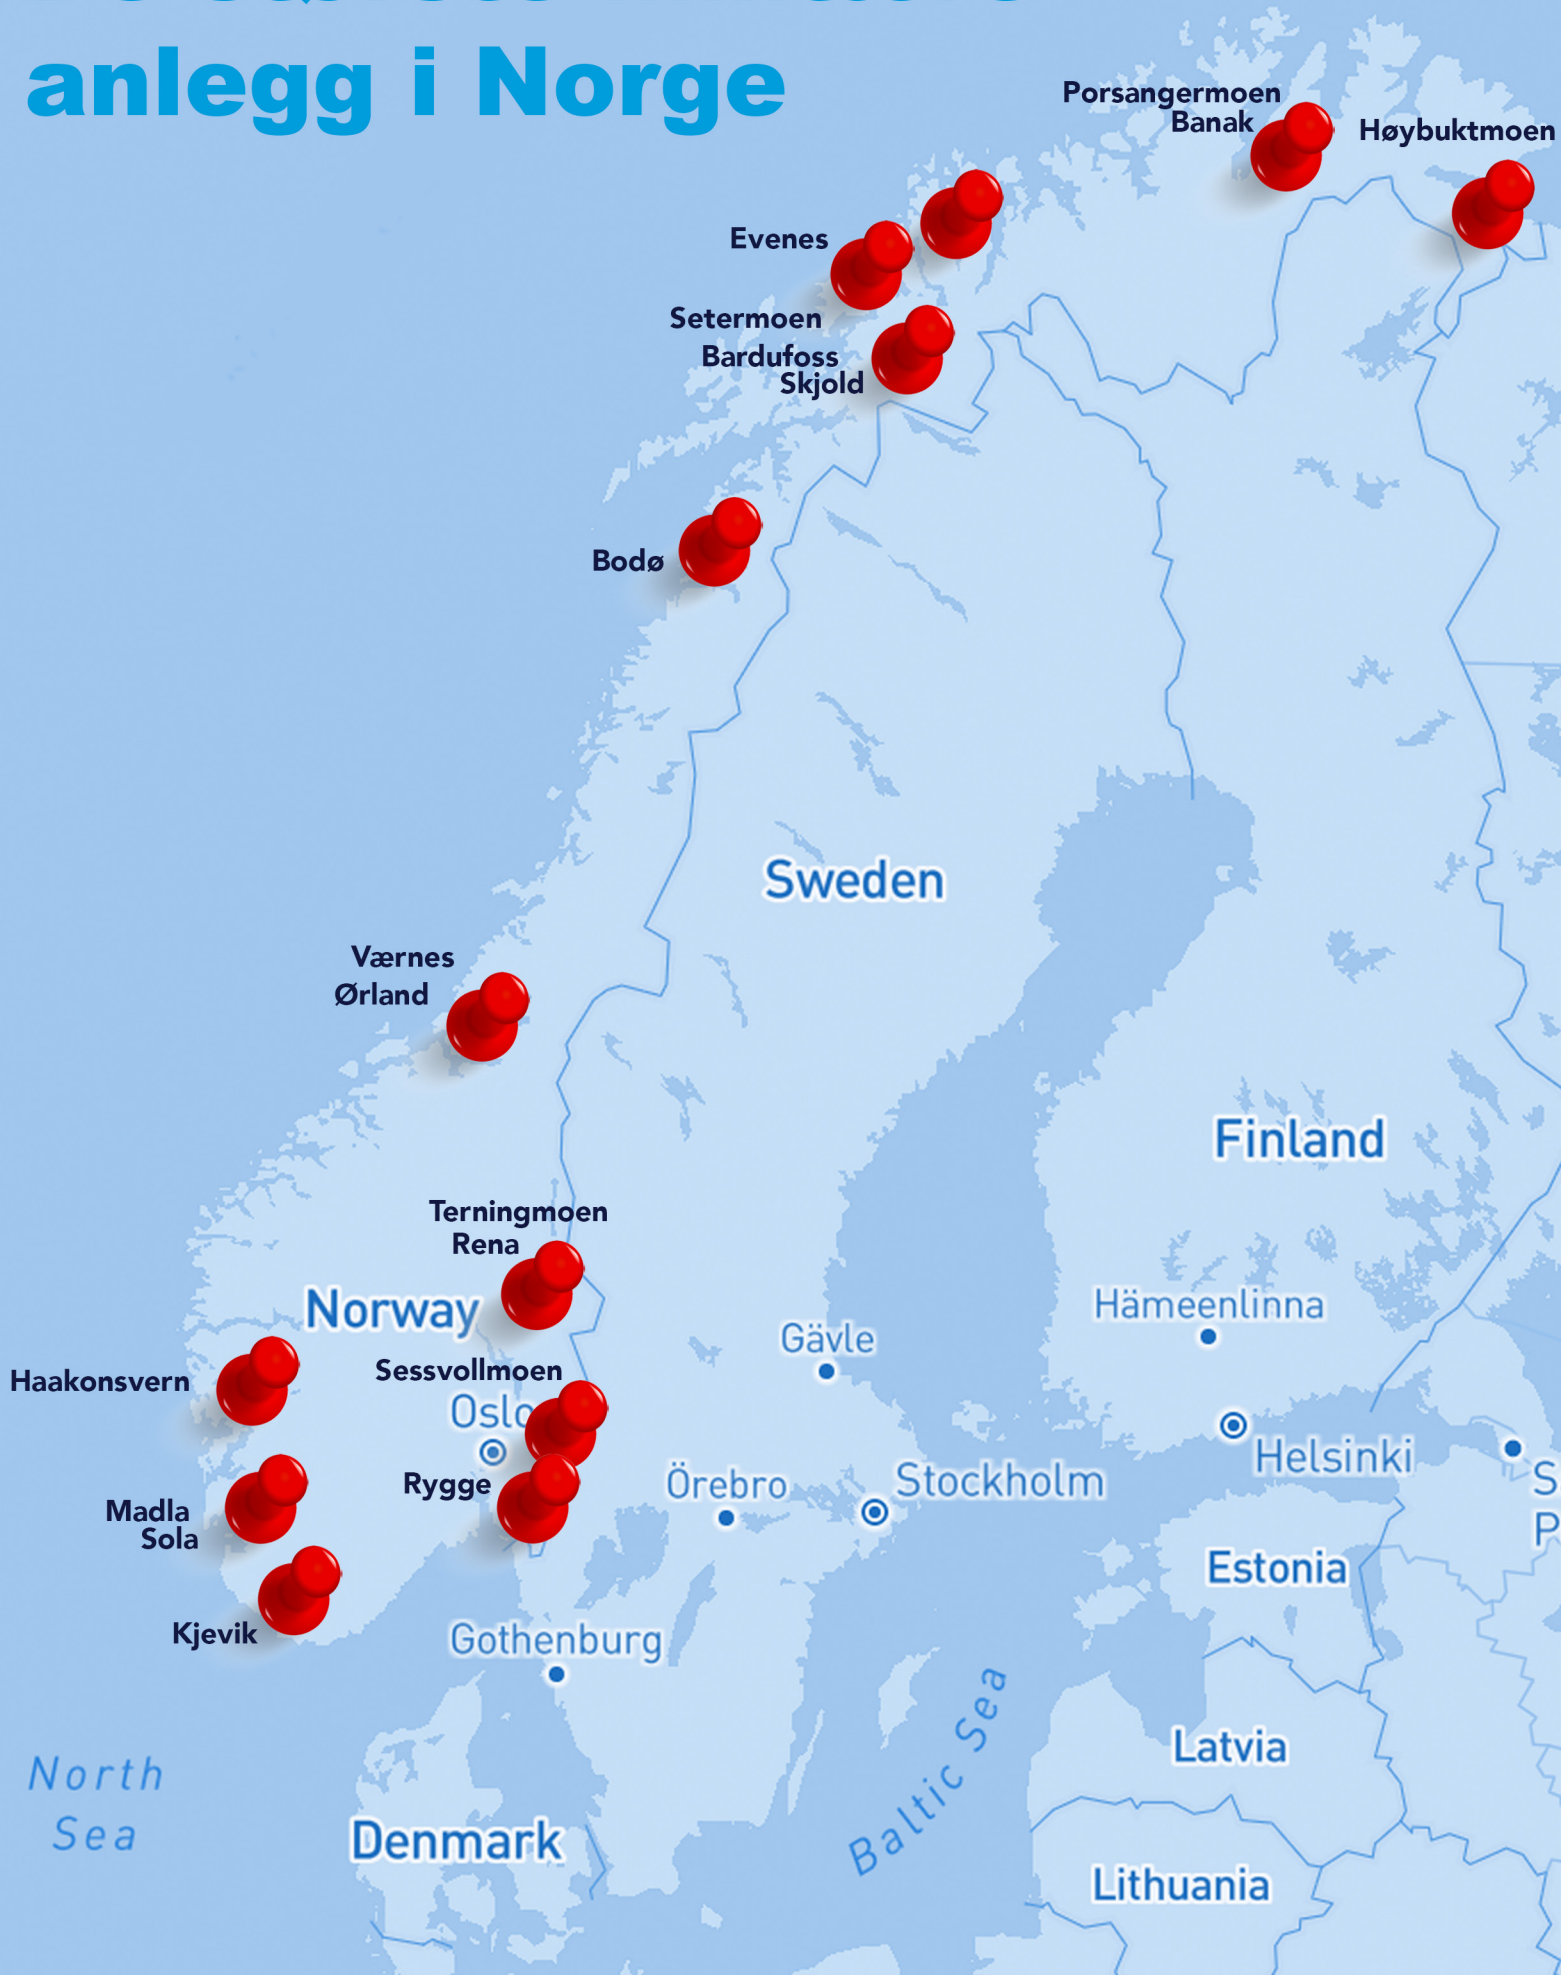 anlegg i Norge
Porsangermoen
Banak
Høybuktmoen
Evenes
Setermoen
Bardufoss
Skjold
Bodø
Sweden
Værnes
Ørland
Finland
Terningmoen
Rena
Norway
Hämeenlinna
Gävle
Sessvollmoen
Haakonsvern
Oslo
Helsinki
Rygge
Örebro
Stockholm
S
P
Madla
Sola
Estonia
Kjevik
Gothenburg
Baltic Sea
Latvia
North
Sea
Denmark
Lithuania